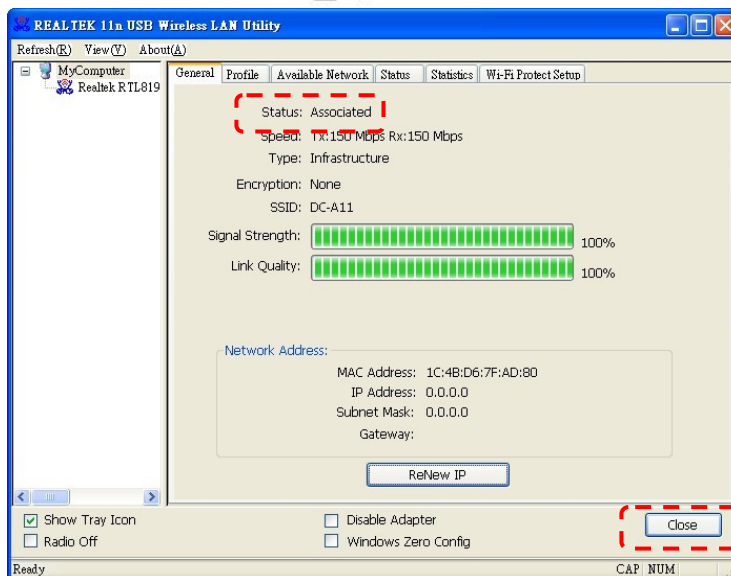 REALTEK 11n USB Wireless LAN Utility
Refresh(R) View(V) About(A)
MyComputer
Realtek RTL819
General Profile Available Network Status Statistics Wi-Fi Protect Setup
Status: Associated
Speed: Tx:150 Mbps Rx:150 Mbps
Type: Infrastructure
Encryption: None
SSID: DC-A11
Signal Strength: 100%
Link Quality: 100%
Network Address:
MAC Address: 1C:4B:D6:7F:AD:80
IP Address: 0.0.0.0
Subnet Mask: 0.0.0.0
Gateway:
ReNew IP
Show Tray Icon Disable Adapter Close
Radio Off Windows Zero Config
Ready CAP NUM